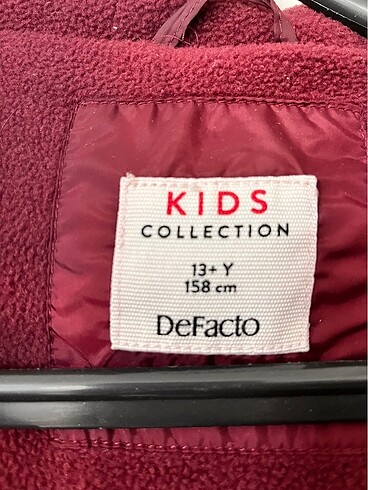 KIDS
COLLECTION
13+ Y
158 cm
DeFacto